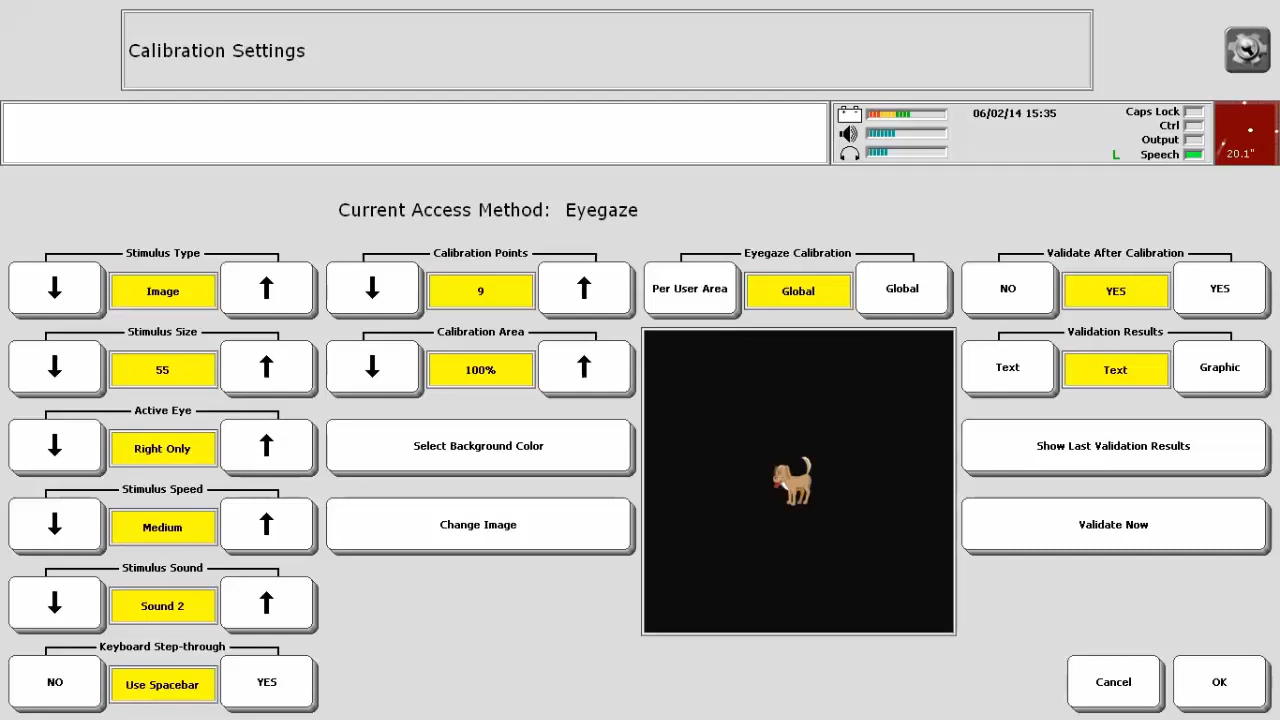 Calibration Settings
06/02/14 15:35
Caps Lock
Ctrl
Output
L Speech
20.1"
Current Access Method: Eyegaze
Stimulus Type
Image
Calibration Points
9
Eyegaze Calibration
Per User Area
Global
Global
Validate After Calibration
NO
YES
YES
Stimulus Size
55
Calibration Area
100%
Validation Results
Text
Text
Graphic
Active Eye
Right Only
Select Background Color
Show Last Validation Results
Stimulus Speed
Medium
Change Image
Validate Now
Stimulus Sound
Sound 2
Keyboard Step-through
NO
Use Spacebar
YES
Cancel
OK